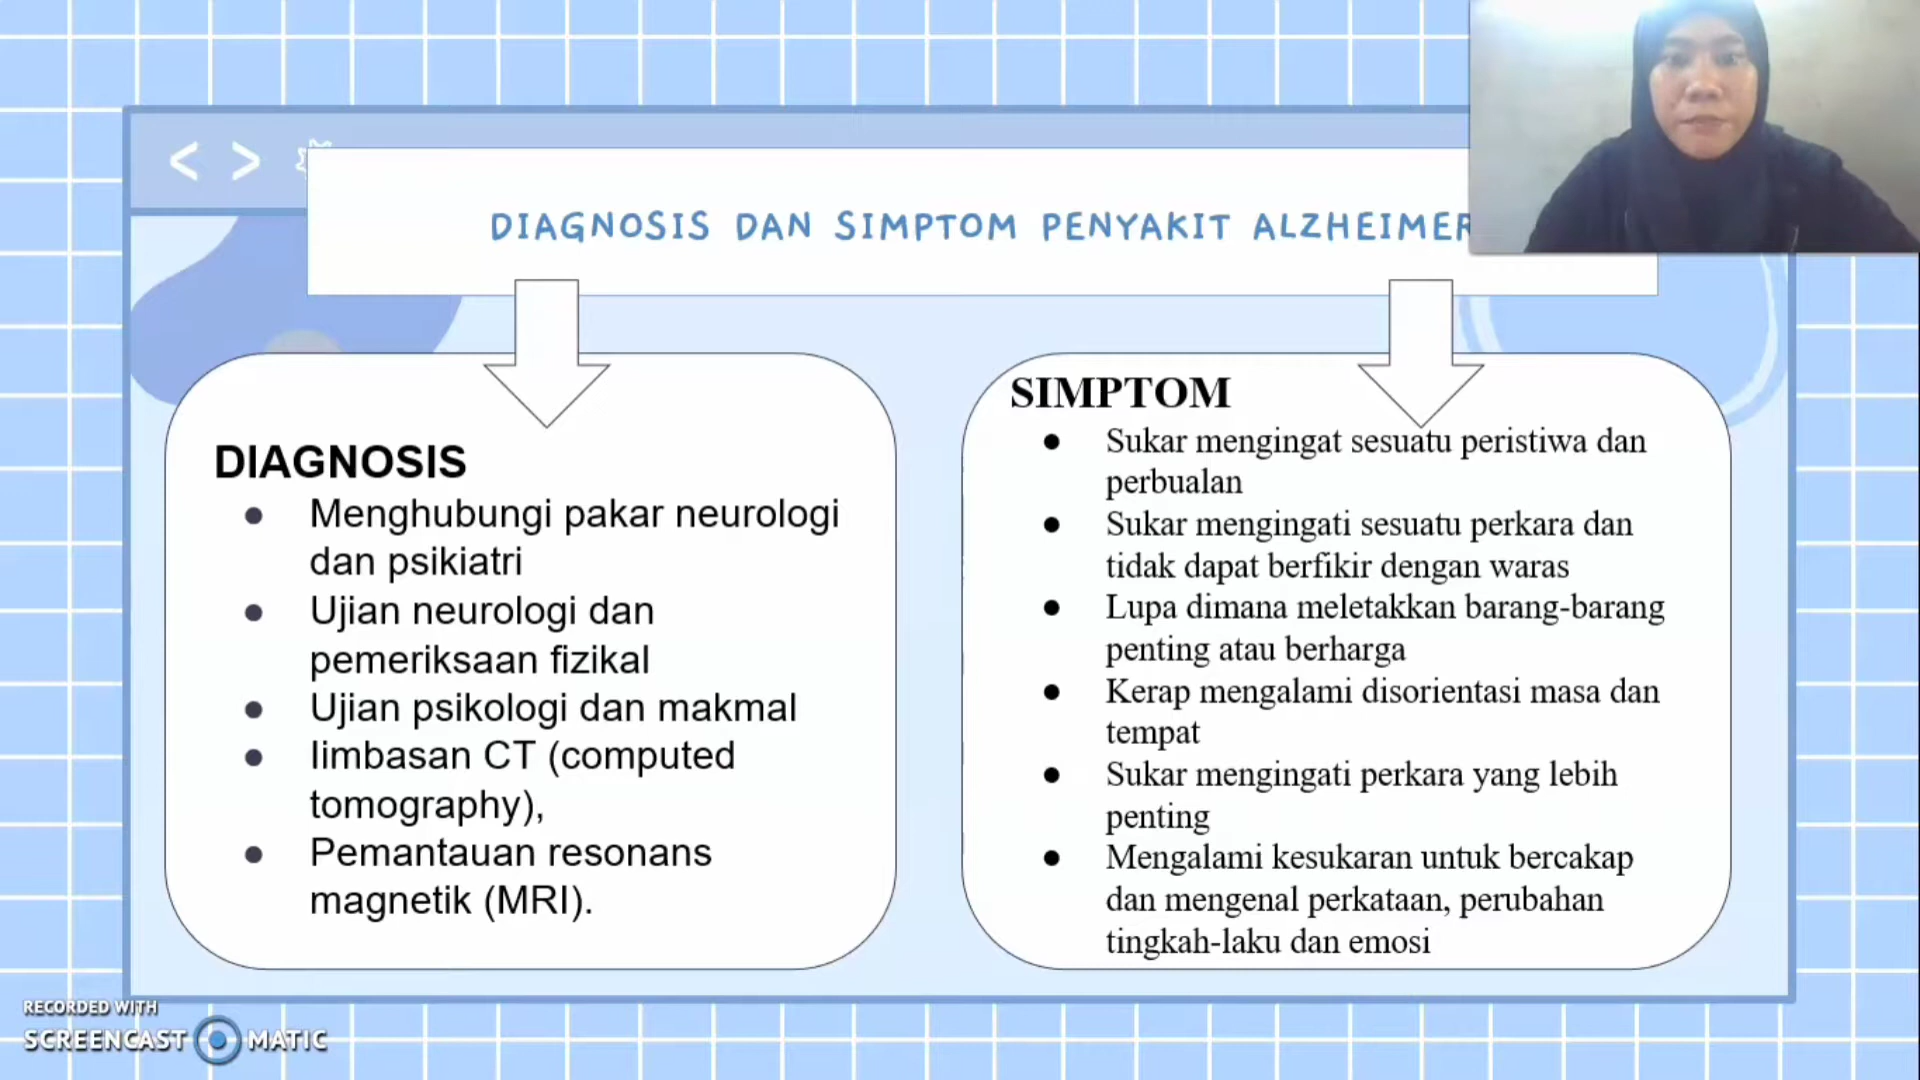 DIAGNOSIS DAN SIMPTOM PENYAKIT ALZHEIMER
DIAGNOSIS
● Menghubungi pakar neurologi
dan psikiatri
● Ujian neurologi dan
pemeriksaan fizikal
● Ujian psikologi dan makmal
● limbasan CT (computed
tomography),
● Pemantauan resonans
magnetik (MRI).
SIMPTOM
● Sukar mengingat sesuatu peristiwa dan
perbualan
● Sukar mengingati sesuatu perkara dan
tidak dapat berfikir dengan waras
● Lupa dimana meletakkan barang-barang
penting atau berharga
● Kerap mengalami disorientasi masa dan
tempat
● Sukar mengingati perkara yang lebih
penting
● Mengalami kesukaran untuk bercakap
dan mengenal perkataan, perubahan
tingkah-laku dan emosi
RECORDED WITH
SCREENCAST MATIC